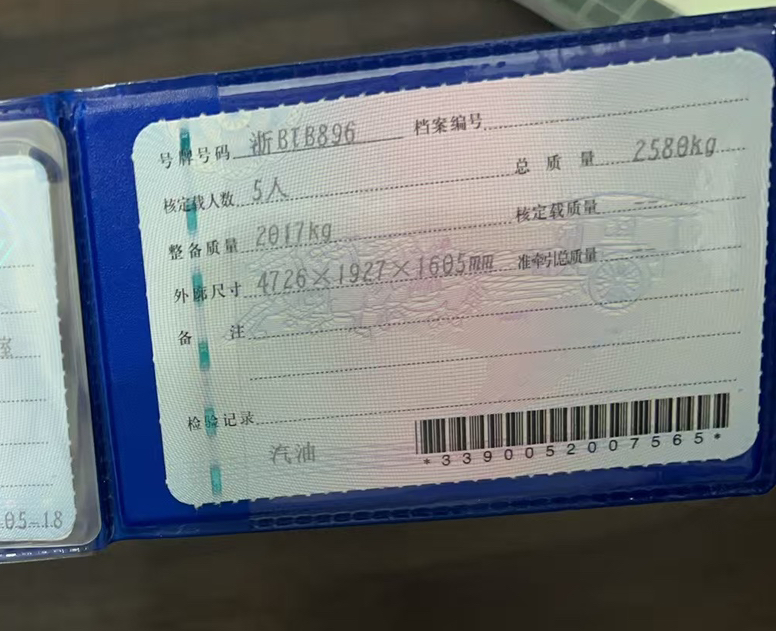 号牌号码 浙BTB896 档案编号
核定载人数 5人 总质量 2580kg
整备质量 2017kg 核定载质量 --
外廓尺寸 4726×1927×1605mm 准牵引总质量 --
备注
检验记录
汽油
*3390052007565*
05-18